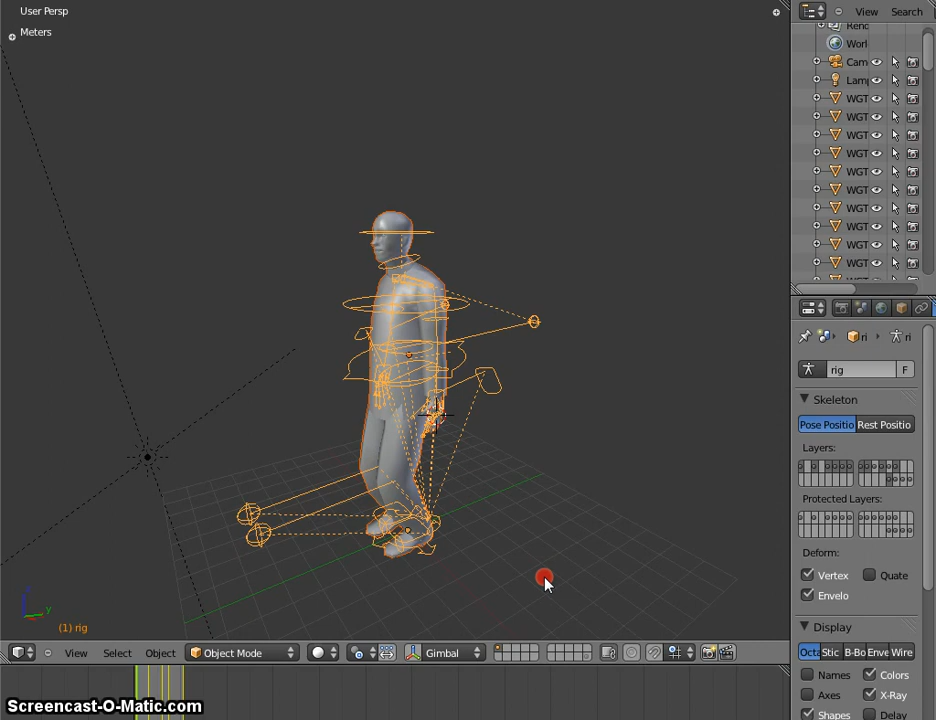 User Persp
Meters
(1) rig
View Select Object Object Mode Gimbal
View Search
Worl
Cam
Lam
WGT
WGT
WGT
WGT
WGT
WGT
WGT
WGT
WGT
WGT
ri ri
rig F
Skeleton
Pose Positio Rest Positio
Layers:
Protected Layers:
Deform:
Vertex Quate
Envelo
Display
Octa Stic B-Bo Enve Wire
Names Colors
Axes X-Ray
Shapes Delay
Screencast-O-Matic.com